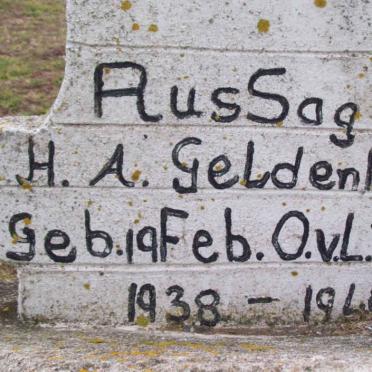 AusSag
H. A. Gelden
Geb. 19 Feb. O.v.L.
1938 – 19